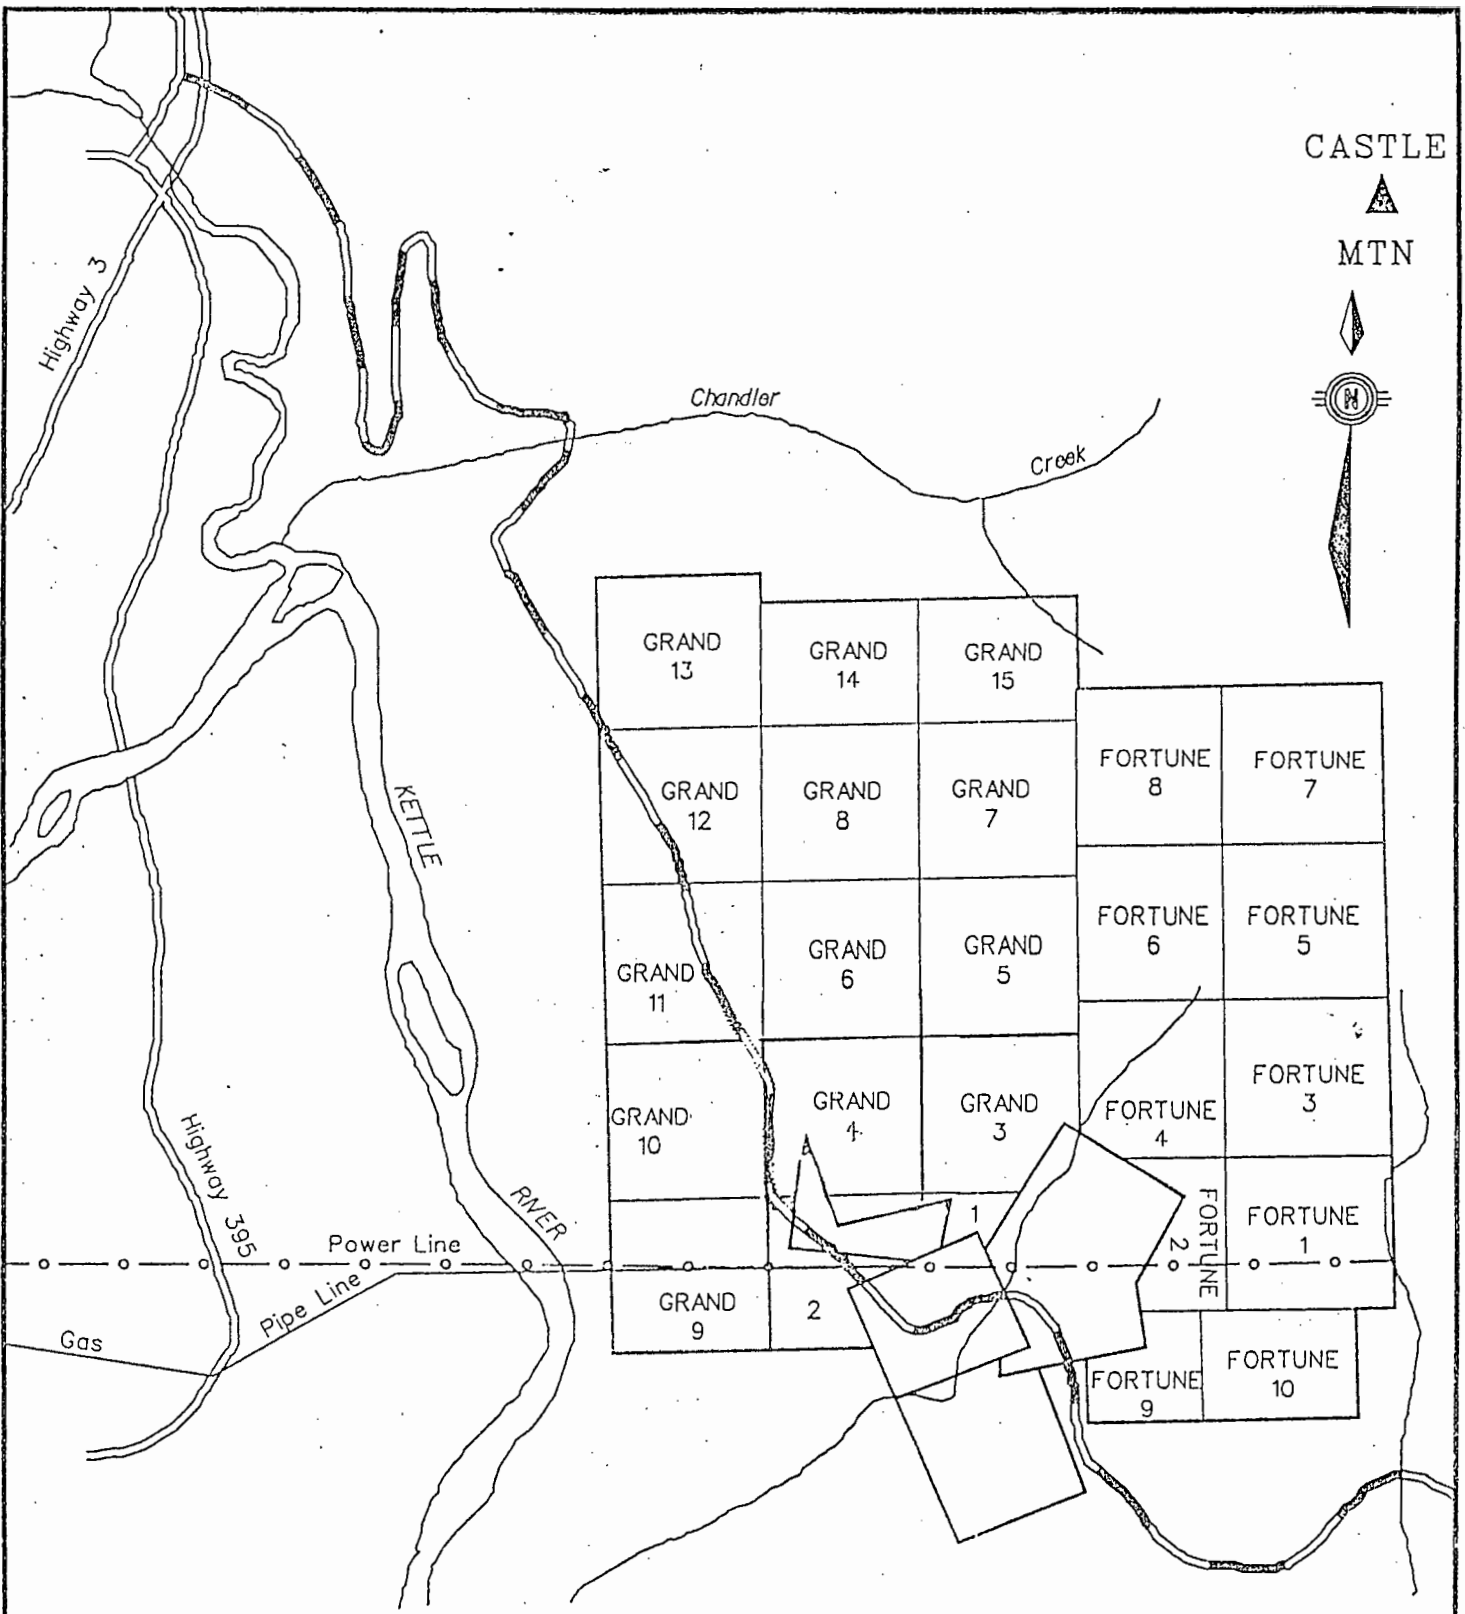 CASTLE
MTN
N
Highway 3
Chandler
Creek
GRAND
13
GRAND
14
GRAND
15
FORTUNE
8
FORTUNE
7
GRAND
12
GRAND
8
GRAND
7
KETTLE
FORTUNE
6
FORTUNE
5
GRAND
11
GRAND
6
GRAND
5
FORTUNE
3
GRAND
10
GRAND
4
GRAND
3
FORTUNE
4
Highway 395
RIVER
1
FORTUNE
2
FORTUNE
1
Power Line
Gas
Pipe Line
GRAND
9
2
FORTUNE
9
FORTUNE
10